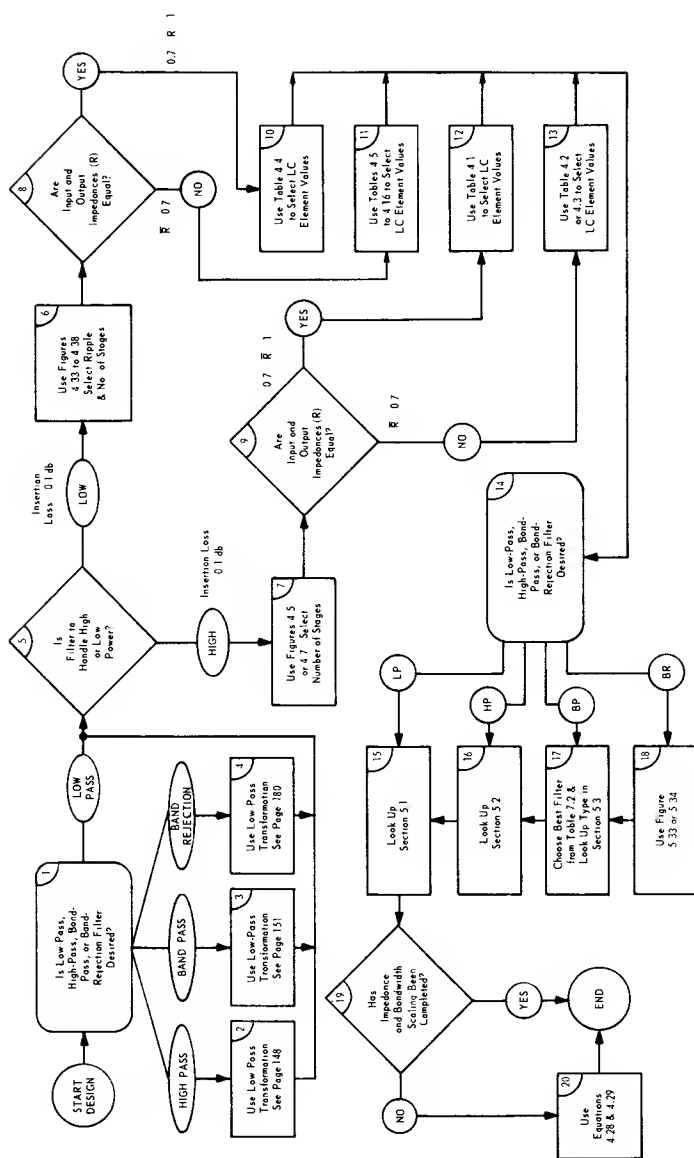 START
DESIGN
1
Is Low Pass,
High-Pass, Bond-
Pass, or Band-
Rejection Filter
Desired?
LOW
PASS
HIGH PASS
BAND PASS
BAND
REJECTION
2
Use Low Pass
Transformation
See Page 148
3
Use Low-Pass
Transformation
See Page 151
4
Use Low Pass
Transformation
See Page 180
5
Is
Filter to
Handle High
or Low
Power?
LOW
Insertion
Loss 0.1 db
HIGH
Insertion Loss
0.1 db
6
Use Figures
4 33 to 4 38
Select Ripple
& No of Stages
7
Use Figures 4 5
or 4 7 Select
Number of Stages
8
Are
Input and
Output
Impedances (R)
Equal?
YES
0.7 R 1
NO
R 0.7
9
Are
Input and
Output
Impedances (R)
Equal?
YES
0.7 R 1
NO
R 0.7
10
Use Table 4 4
to Select LC
Element Values
11
Use Tables 4 5
to 4 16 to Select
LC Element Values
12
Use Table 4 1
to Select LC
Element Values
13
Use Table 4.2
or 4.3 to Select
LC Element Values
14
Is Low-Pass,
High-Pass, Bond-
Pass, or Bond-
Rejection Filter
Desired?
LP
HP
BP
BR
15
Look Up
Section 5.1
16
Look Up
Section 5.2
17
Choose Best Filter
from Table 7.2 &
Look Up Type in
Section 5.3
18
Use Figure
5 33 or 5 34
19
Has
Impedance
and Bandwidth
Scaling Been
Completed?
YES
NO
20
Use
Equations
4.28 & 4.29
END